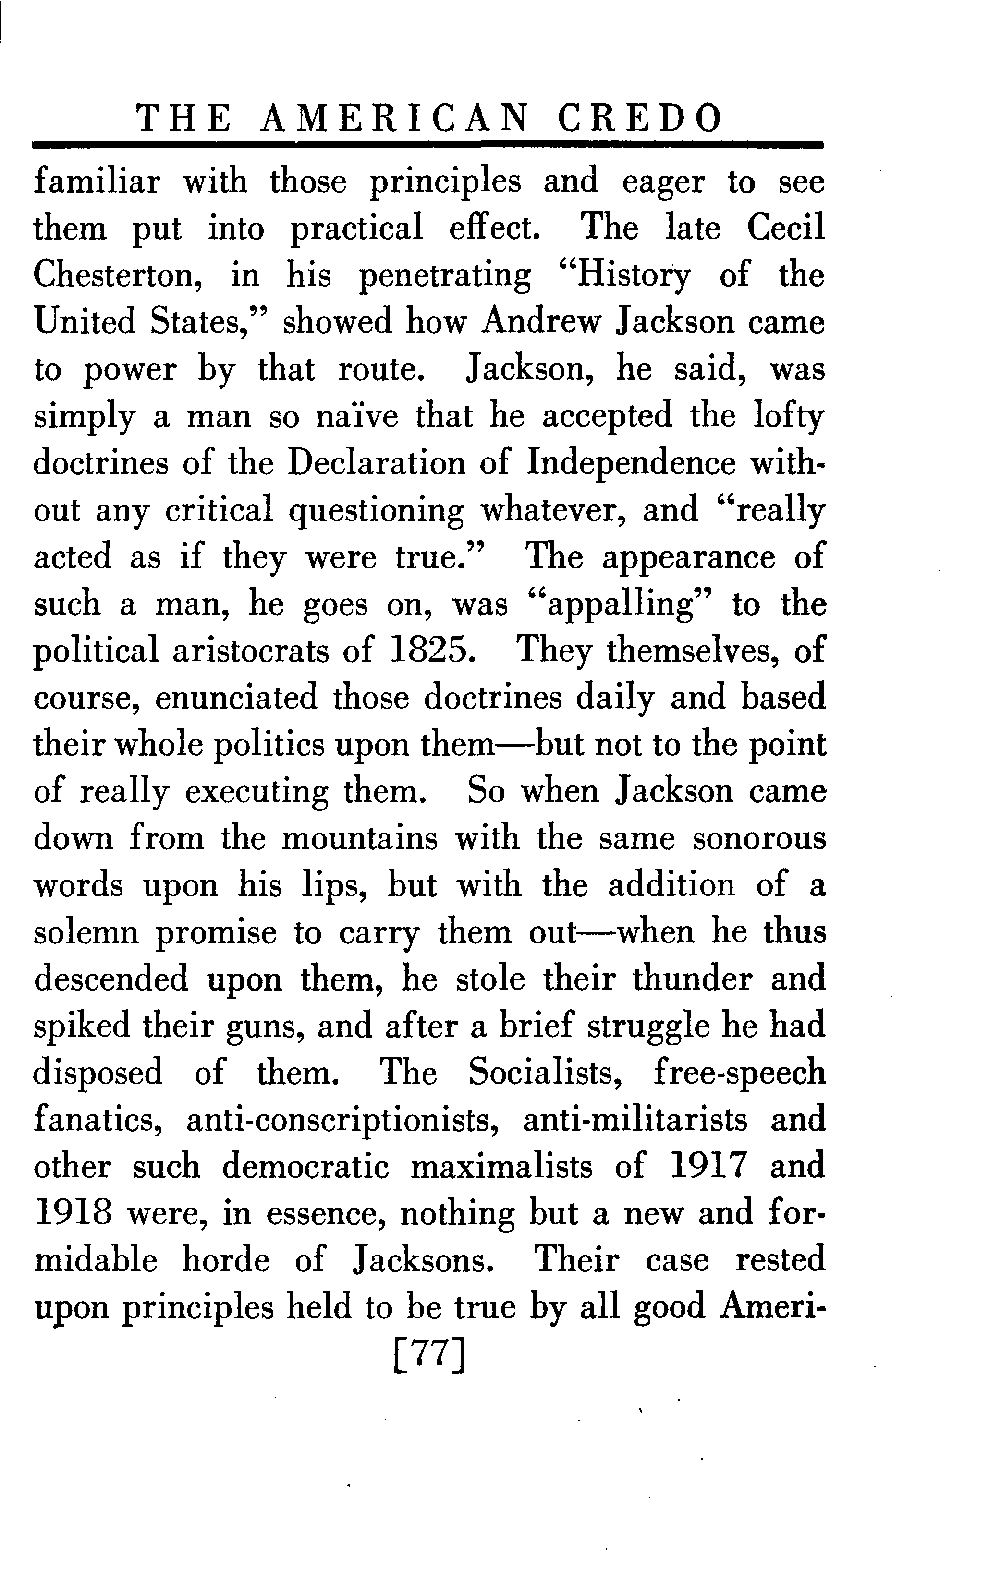 THE AMERICAN CREDO
familiar with those principles and eager to see
them put into practical effect. The late Cecil
Chesterton, in his penetrating “History of the
United States,” showed how Andrew Jackson came
to power by that route. Jackson, he said, was
simply a man so naïve that he accepted the lofty
doctrines of the Declaration of Independence with-
out any critical questioning whatever, and “really
acted as if they were true.” The appearance of
such a man, he goes on, was “appalling” to the
political aristocrats of 1825. They themselves, of
course, enunciated those doctrines daily and based
their whole politics upon them—but not to the point
of really executing them. So when Jackson came
down from the mountains with the same sonorous
words upon his lips, but with the addition of a
solemn promise to carry them out—when he thus
descended upon them, he stole their thunder and
spiked their guns, and after a brief struggle he had
disposed of them. The Socialists, free-speech
fanatics, anti-conscriptionists, anti-militarists and
other such democratic maximalists of 1917 and
1918 were, in essence, nothing but a new and for-
midable horde of Jacksons. Their case rested
upon principles held to be true by all good Ameri-
[77]